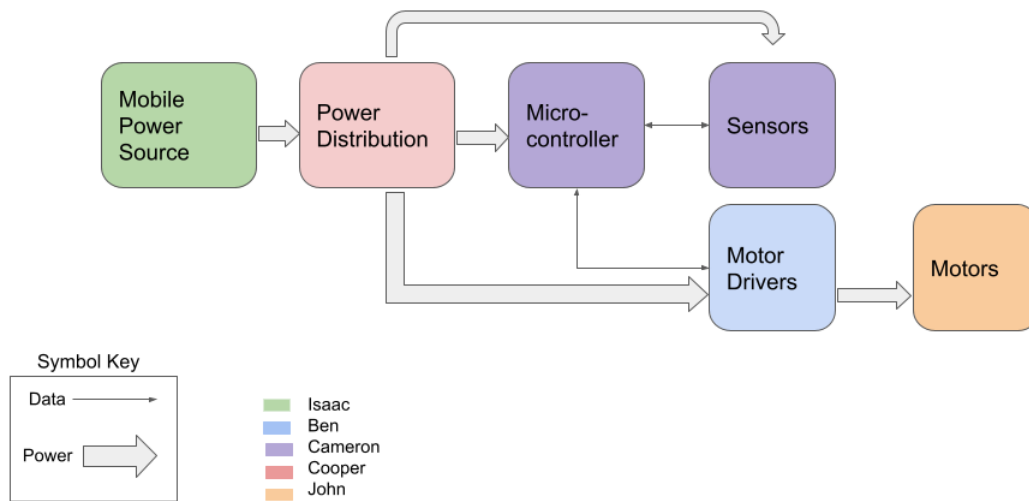 Mobile
Power
Source
Power
Distribution
Micro-
controller
Sensors
Motor
Drivers
Motors
Symbol Key
Data
Power
Isaac
Ben
Cameron
Cooper
John